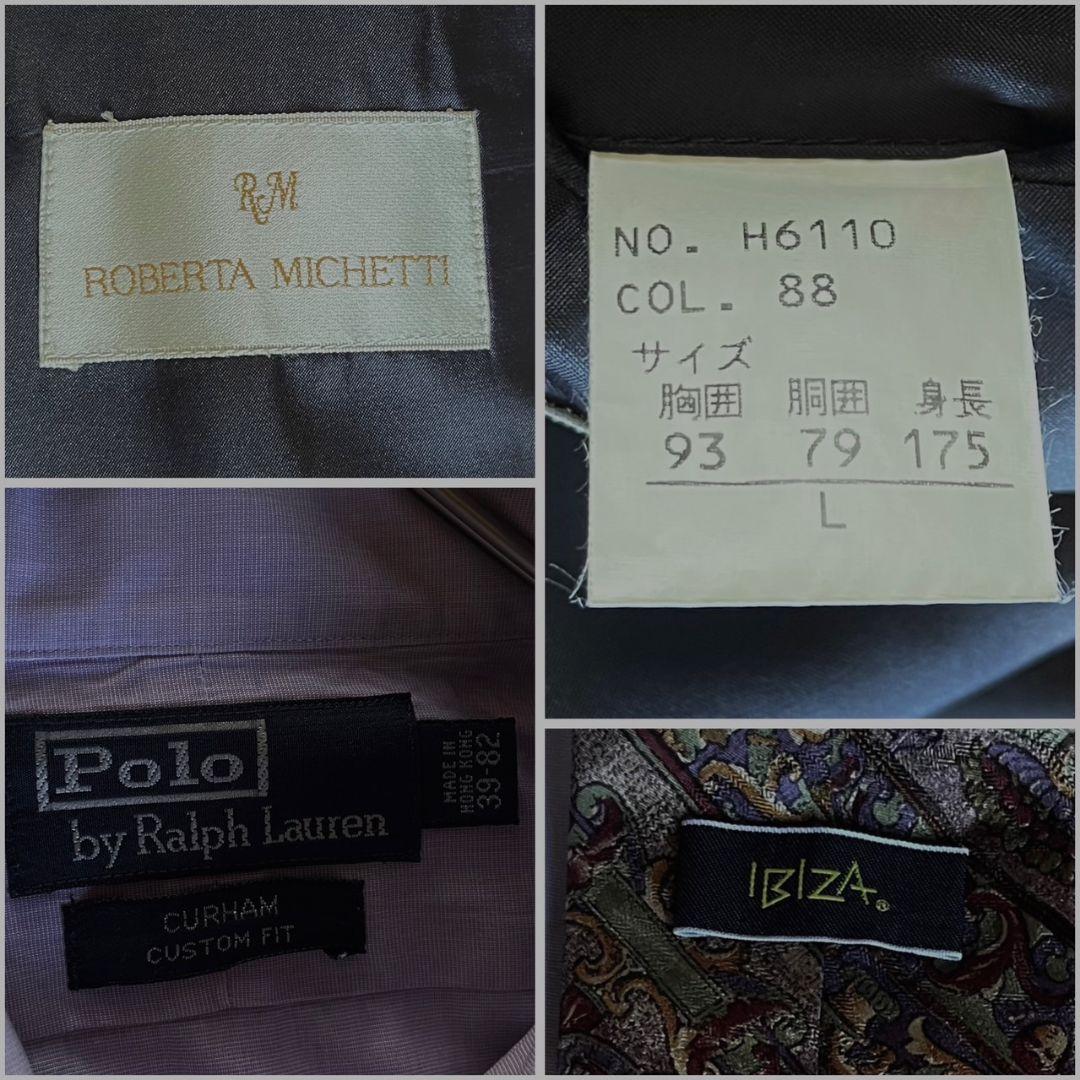 RM
ROBERTA MICHETTI
NO. H6110
COL. 88
サイズ
胸囲 胴囲 身長
93 79 175
L
Polo
by Ralph Lauren
MADE IN
HONG KONG
39-82
CURHAM
CUSTOM FIT
IBIZA®